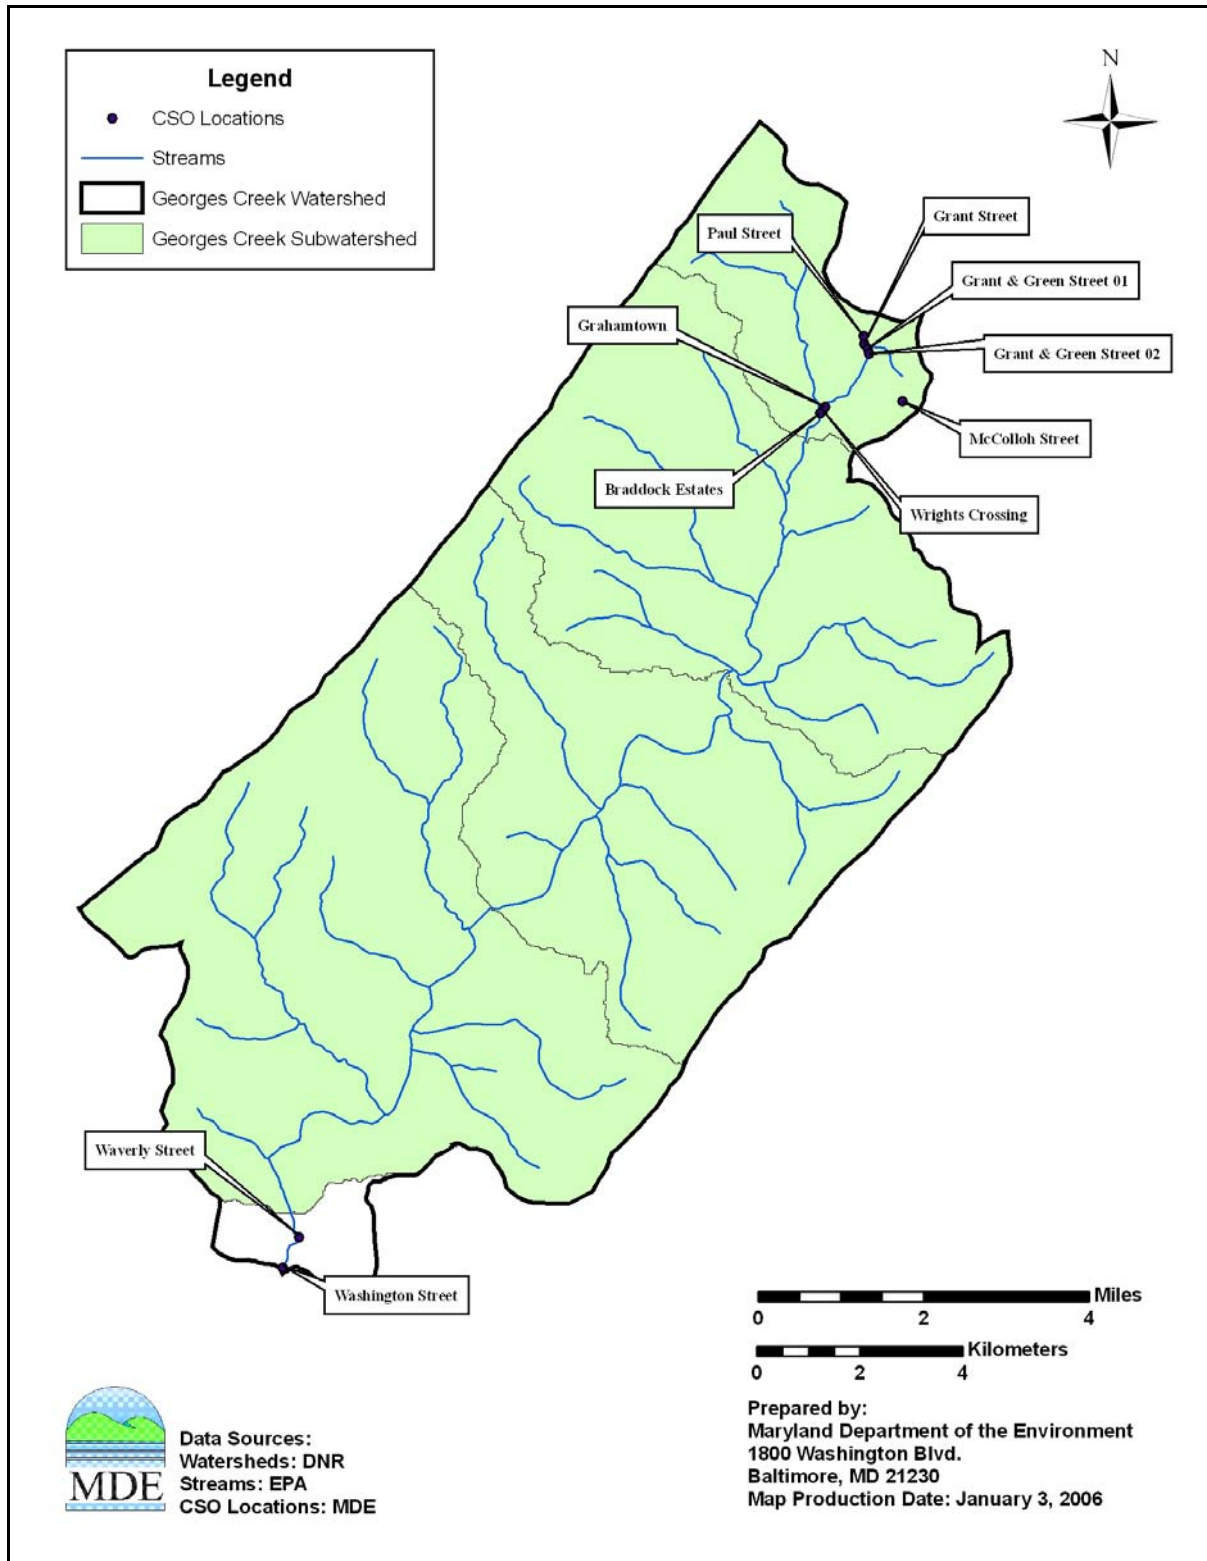 Legend
CSO Locations
Streams
Georges Creek Watershed
Georges Creek Subwatershed
N
Grant Street
Paul Street
Grant & Green Street 01
Grahamtown
Grant & Green Street 02
McColloh Street
Braddock Estates
Wrights Crossing
Waverly Street
Washington Street
Miles
0 2 4
Kilometers
0 2 4
MDE
Data Sources:
Watersheds: DNR
Streams: EPA
CSO Locations: MDE
Prepared by:
Maryland Department of the Environment
1800 Washington Blvd.
Baltimore, MD 21230
Map Production Date: January 3, 2006